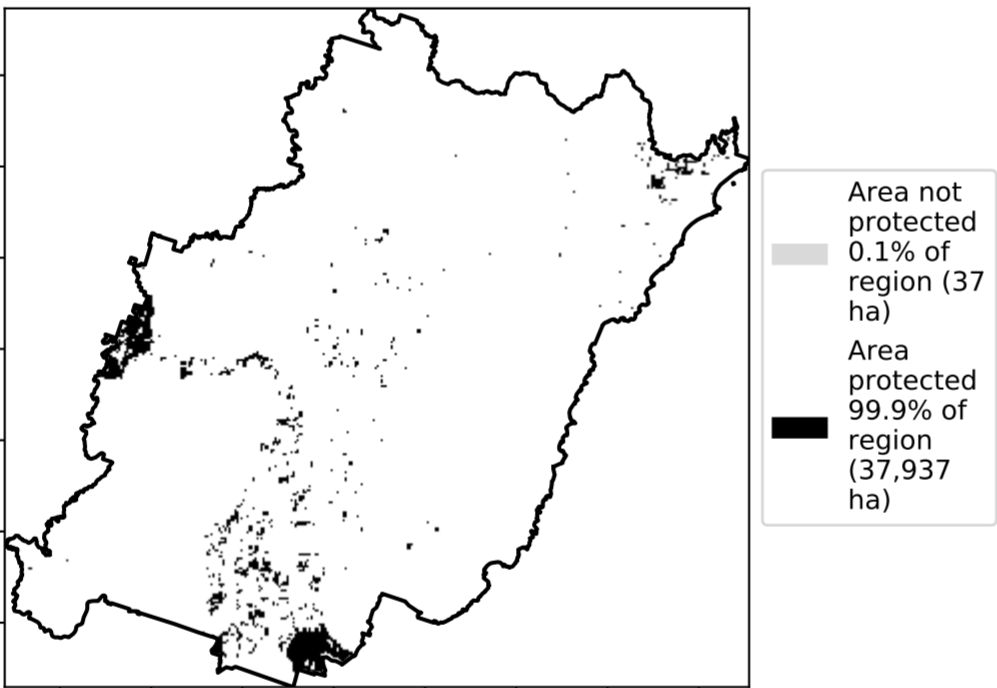 Area not
protected
0.1% of
region (37
ha)
Area
protected
99.9% of
region
(37,937
ha)